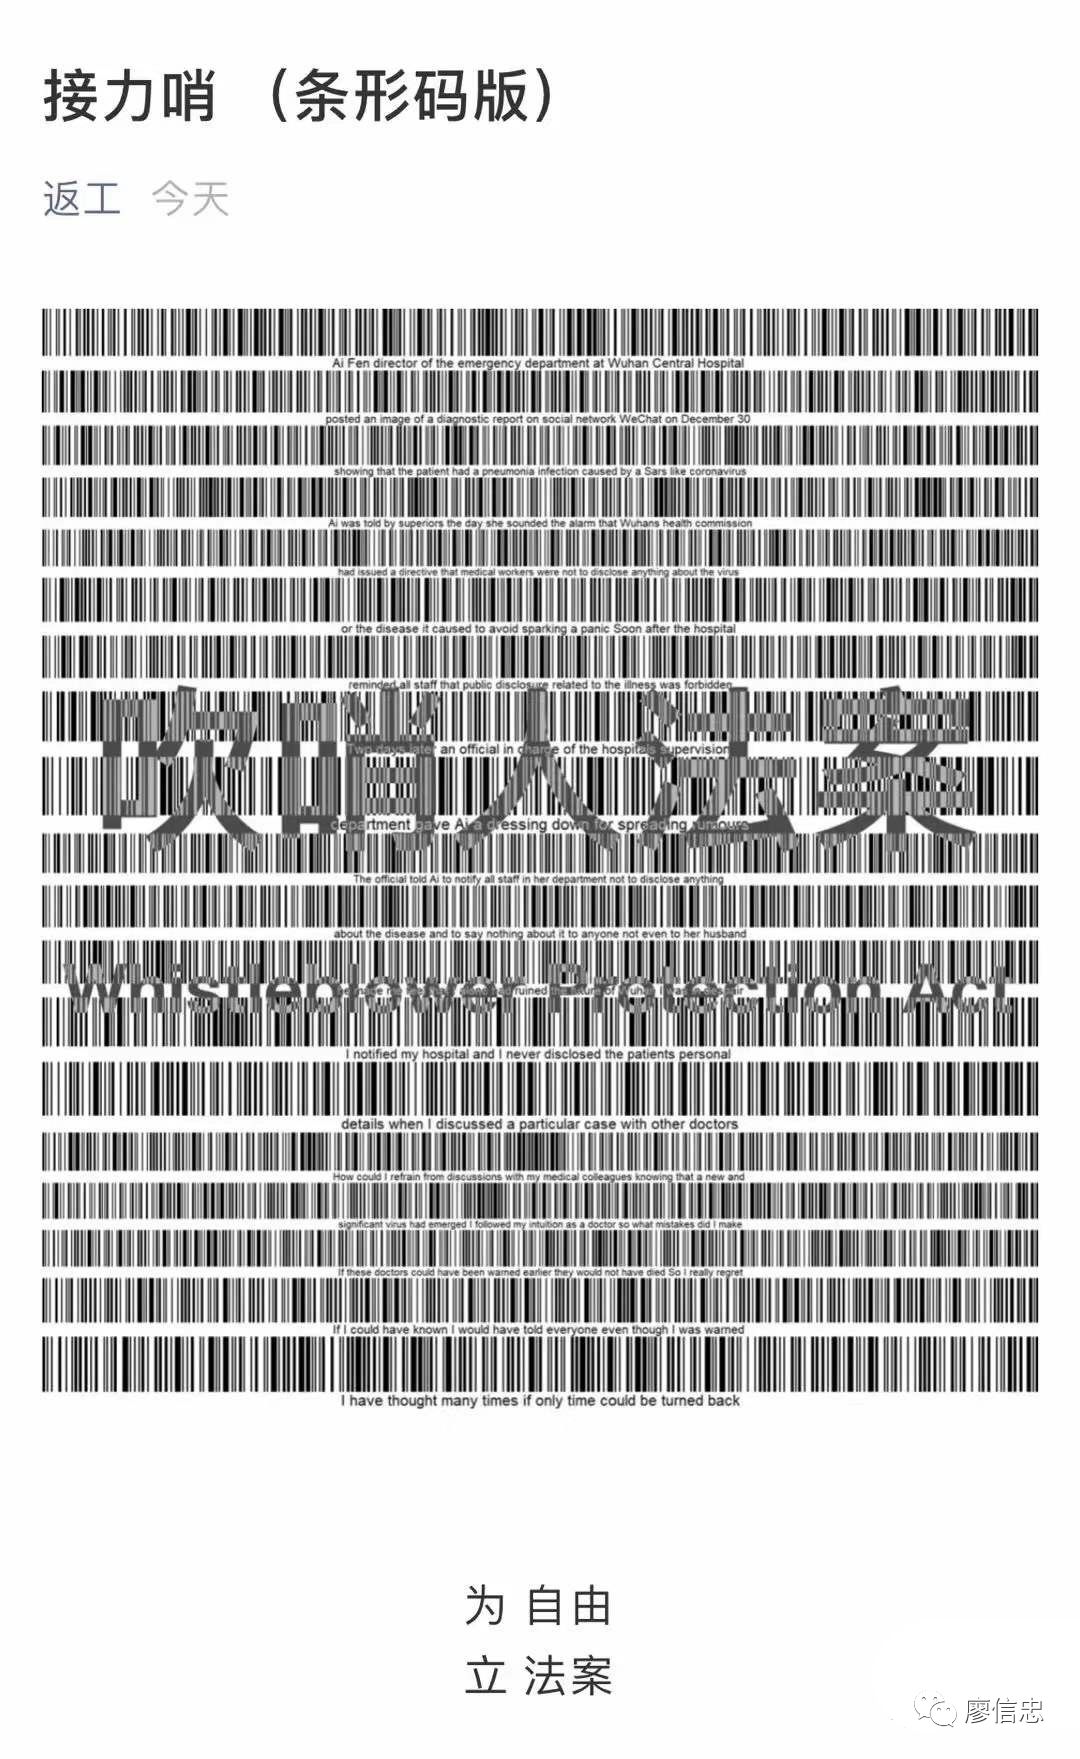 接力哨 （条形码版）
返工 今天
Ai Fen director of the emergency department at Wuhan Central Hospital
posted an image of a diagnostic report on social network WeChat on December 30
showing that the patient had a pneumonia infection caused by a Sars like coronavirus
Ai was told by superiors the day she sounded the alarm that Wuhans health commission
had issued a directive that medical workers were not to disclose anything about the virus
or the disease it caused to avoid sparking a panic Soon after the hospital
reminded all staff that public disclosure related to the illness was forbidden
吹哨人法案
Two days later an official in charge of the hospitals supervision
department gave Ai a dressing down for spreading rumours
The official told Ai to notify all staff in her department not to disclose anything
about the disease and to say nothing about it to anyone not even to her husband
Whistleblower Protection Act
ruined the of
I notified my hospital and I never disclosed the patients personal
details when I discussed a particular case with other doctors
How could I refrain from discussions with my medical colleagues knowing that a new and
significant virus had emerged I followed my intuition as a doctor so what mistakes did I make
If these doctors could have been warned earlier they would not have died So I really regret
If I could have known I would have told everyone even though I was warned
I have thought many times if only time could be turned back
为 自由
立 法案
廖信忠